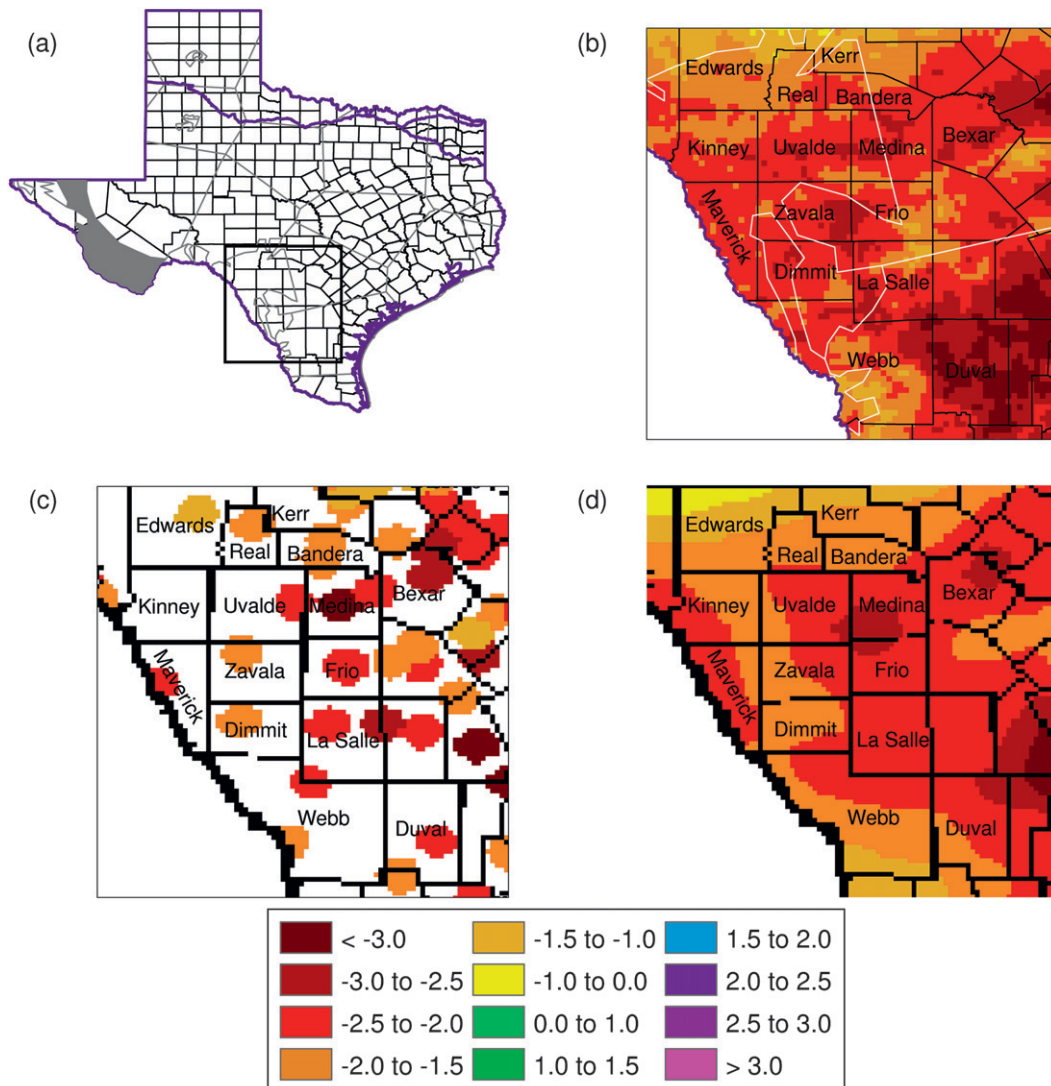 (a)
(b)
Edwards
Kerr
Real
Bandera
Bexar
Kinney
Uvalde
Medina
Maverick
Zavala
Frio
Dimmit
La Salle
Webb
Duval
(c)
Edwards
Kerr
Real
Bandera
Bexar
Kinney
Uvalde
Medina
Maverick
Zavala
Frio
Dimmit
La Salle
Webb
Duval
(d)
Edwards
Kerr
Real
Bandera
Bexar
Kinney
Uvalde
Medina
Maverick
Zavala
Frio
Dimmit
La Salle
Webb
Duval
< -3.0
-1.5 to -1.0
1.5 to 2.0
-3.0 to -2.5
-1.0 to 0.0
2.0 to 2.5
-2.5 to -2.0
0.0 to 1.0
2.5 to 3.0
-2.0 to -1.5
1.0 to 1.5
> 3.0